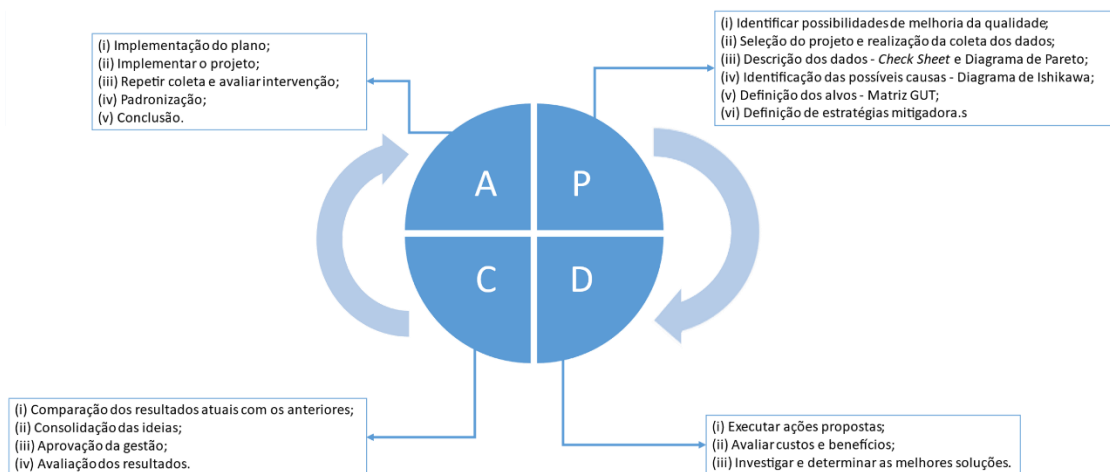 (i) Implementação do plano;
(ii) Implementar o projeto;
(iii) Repetir coleta e avaliar intervenção;
(iv) Padronização;
(v) Conclusão.
(i) Identificar possibilidades de melhoria da qualidade;
(ii) Seleção do projeto e realização da coleta dos dados;
(iii) Descrição dos dados - Check Sheet e Diagrama de Pareto;
(iv) Identificação das possíveis causas - Diagrama de Ishikawa;
(v) Definição dos alvos - Matriz GUT;
(vi) Definição de estratégias mitigadora.s
A
P
C
D
(i) Comparação dos resultados atuais com os anteriores;
(ii) Consolidação das ideias;
(iii) Aprovação da gestão;
(iv) Avaliação dos resultados.
(i) Executar ações propostas;
(ii) Avaliar custos e benefícios;
(iii) Investigar e determinar as melhores soluções.